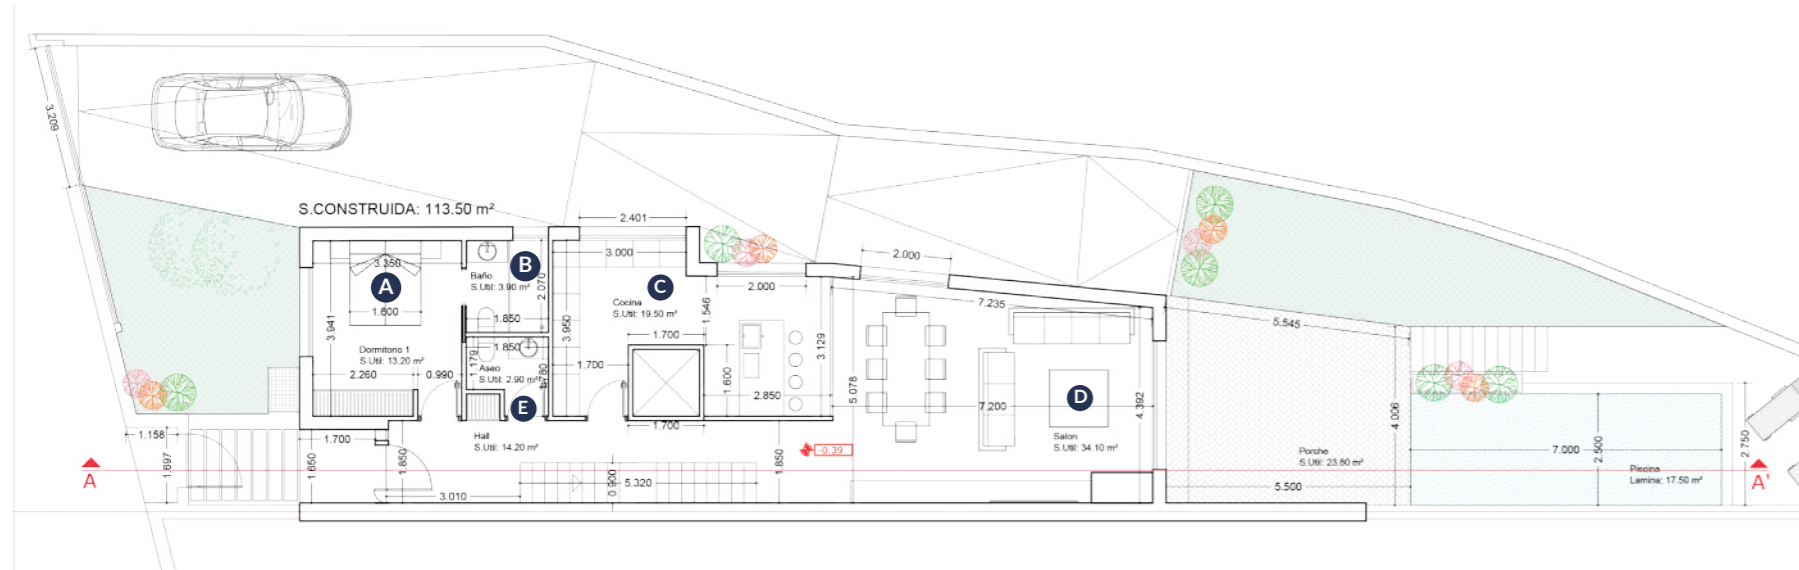 3.209
S.CONSTRUIDA: 113.50 m²
2.401
3.000
2.000
3.350
A
1.600
3.941
Dormitorio 1
S.Util: 13.20 m²
2.260
0.990
B
Baño
S.Util: 3.90 m²
2.070
1.850
1.850
1.179
Aseo
S.Util: 2.90 m²
1.780
E
C
Cocina
S.Util: 19.50 m²
3.950
1.546
2.000
1.700
1.700
1.600
3.129
2.850
1.700
5.078
7.235
7.200
D
4.392
Salon
S.Util: 34.10 m²
5.545
4.006
Hall
S.Util: 14.20 m²
1.158
1.697
1.700
1.650
1.850
3.010
0.900
5.320
1.850
-0.39
Porche
S.Util: 23.80 m²
5.500
7.000
2.500
2.750
Piscina
Lamina: 17.50 m²
A
A'